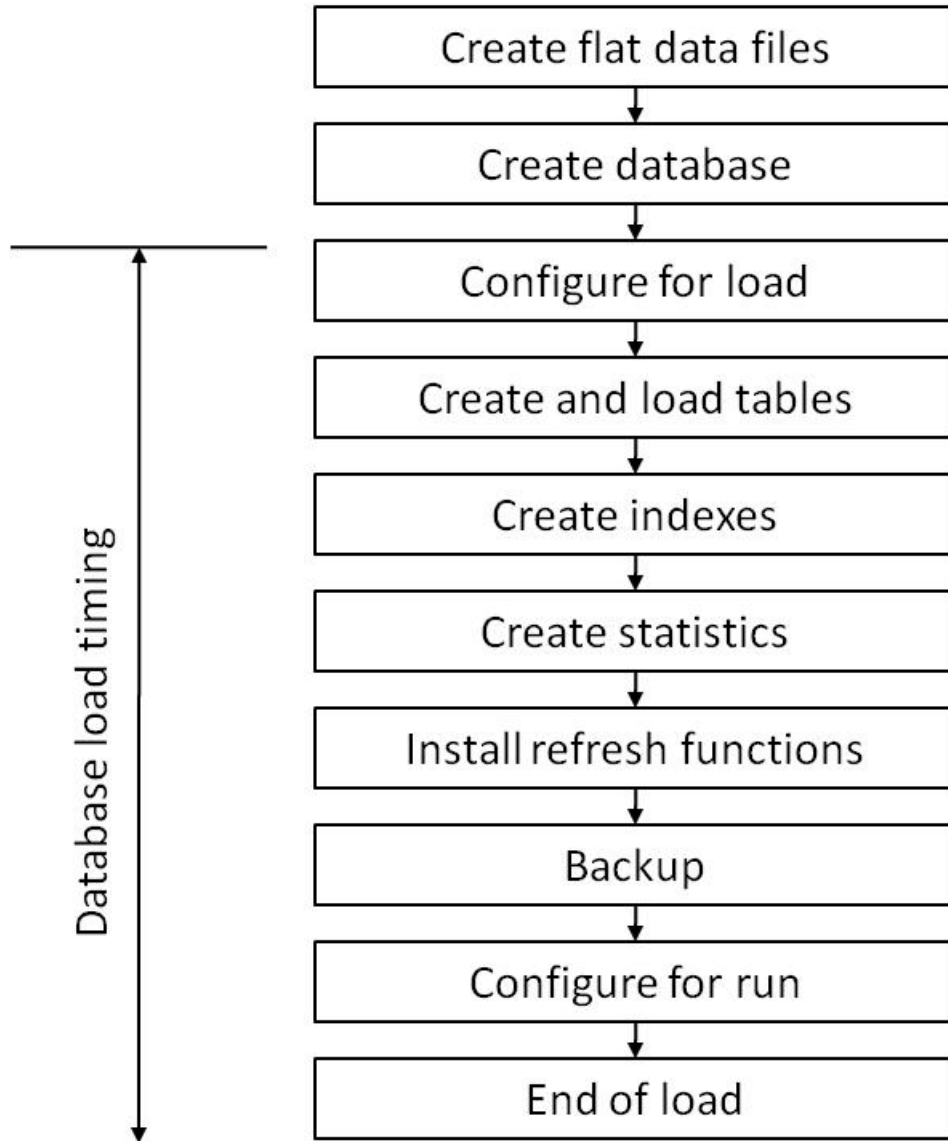 Create flat data files
Create database
Configure for load
Create and load tables
Create indexes
Create statistics
Install refresh functions
Backup
Configure for run
End of load
Database load timing